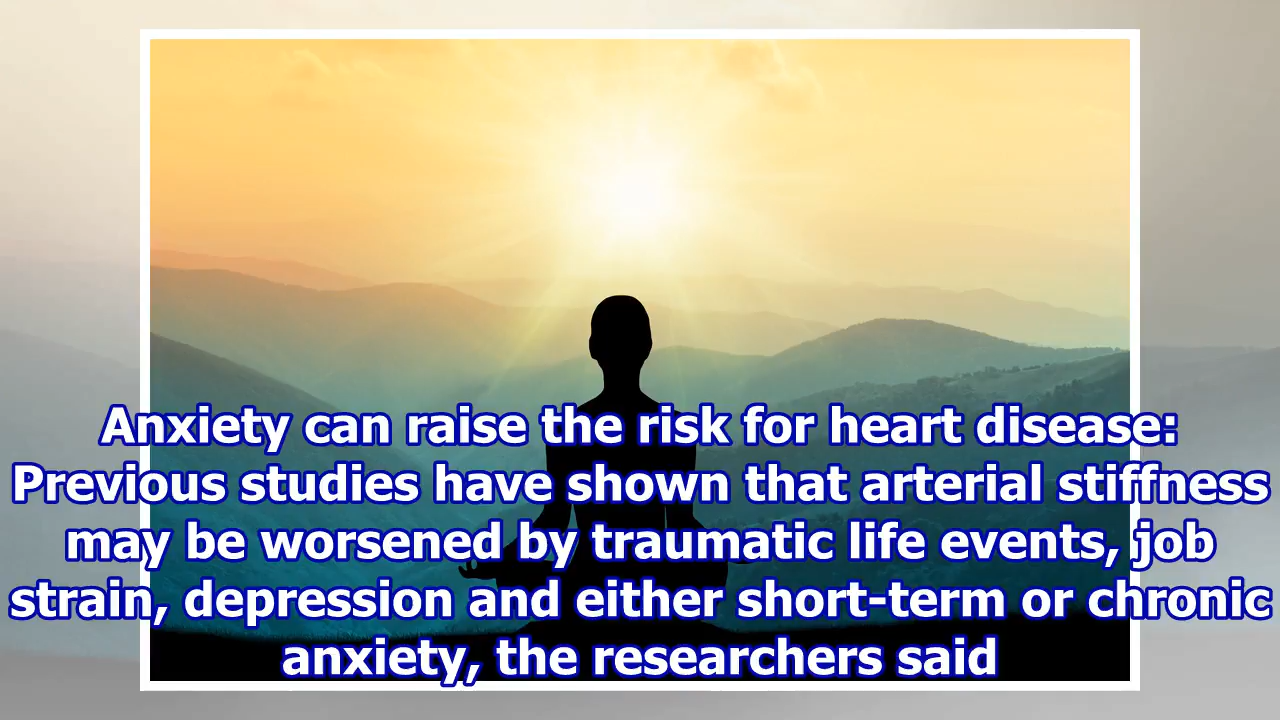 Anxiety can raise the risk for heart disease:
Previous studies have shown that arterial stiffness
may be worsened by traumatic life events, job
strain, depression and either short-term or chronic
anxiety, the researchers said